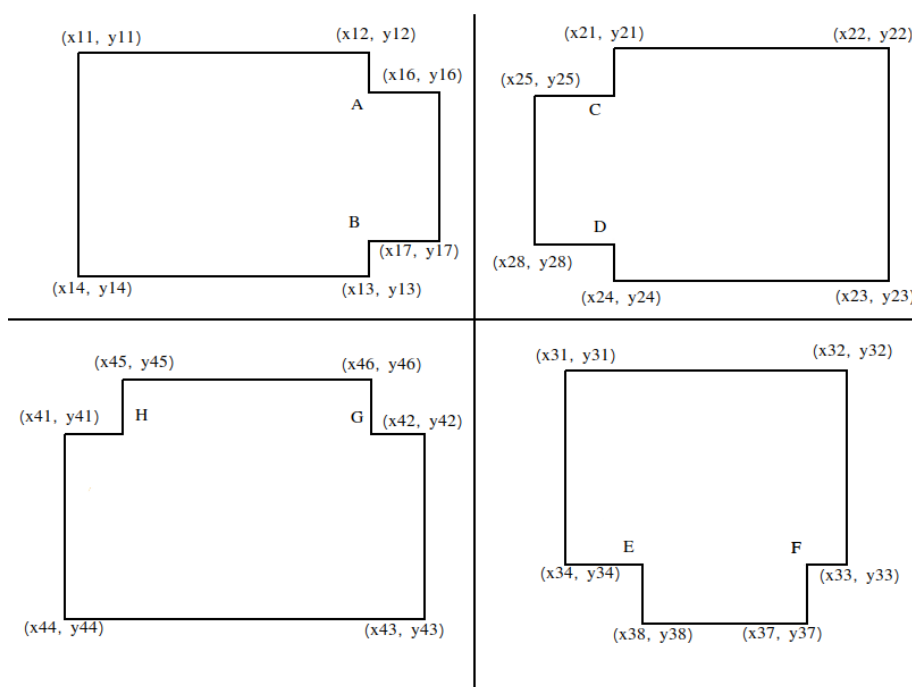 (x11, y11)
(x12, y12)
(x16, y16)
A
B
(x17, y17)
(x14, y14)
(x13, y13)
(x21, y21)
(x22, y22)
(x25, y25)
C
D
(x28, y28)
(x24, y24)
(x23, y23)
(x45, y45)
(x46, y46)
(x41, y41)
H
G
(x42, y42)
(x44, y44)
(x43, y43)
(x31, y31)
(x32, y32)
E
F
(x34, y34)
(x33, y33)
(x38, y38)
(x37, y37)